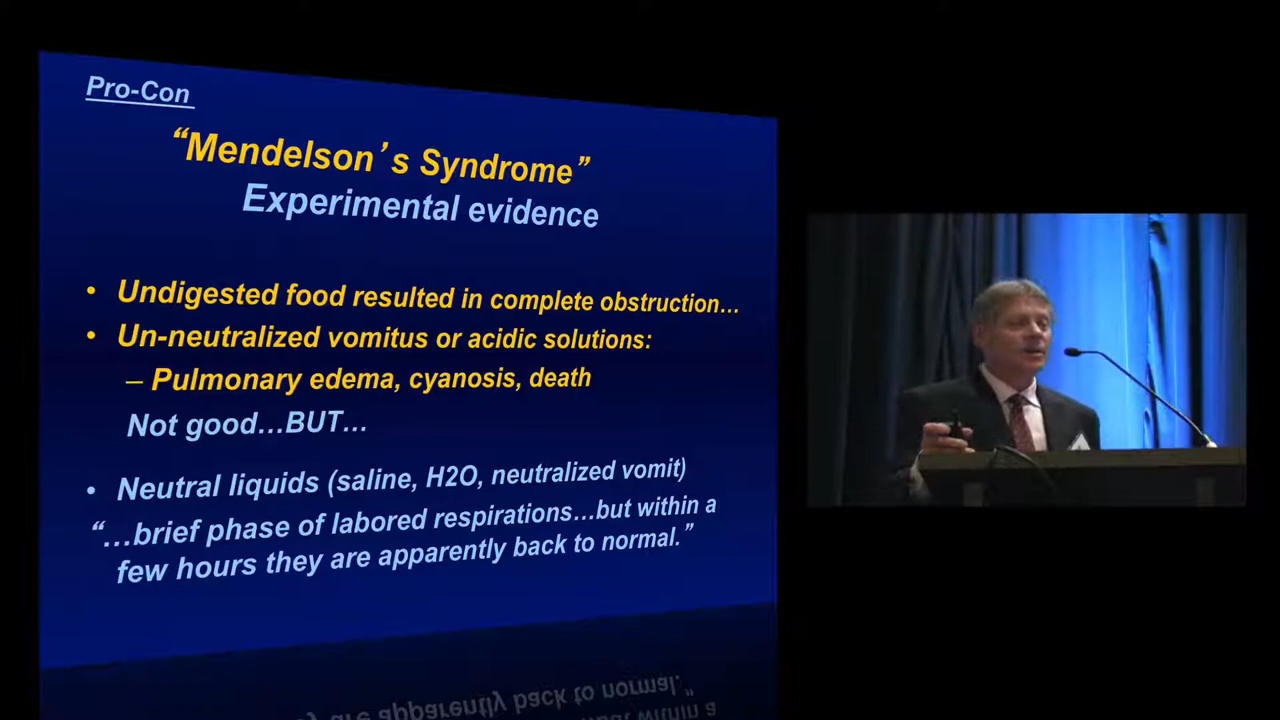 Pro-Con
“Mendelson’s Syndrome”
Experimental evidence
• Undigested food resulted in complete obstruction…
• Un-neutralized vomitus or acidic solutions:
– Pulmonary edema, cyanosis, death
Not good…BUT…
• Neutral liquids (saline, H2O, neutralized vomit)
“…brief phase of labored respirations…but within a
few hours they are apparently back to normal.”